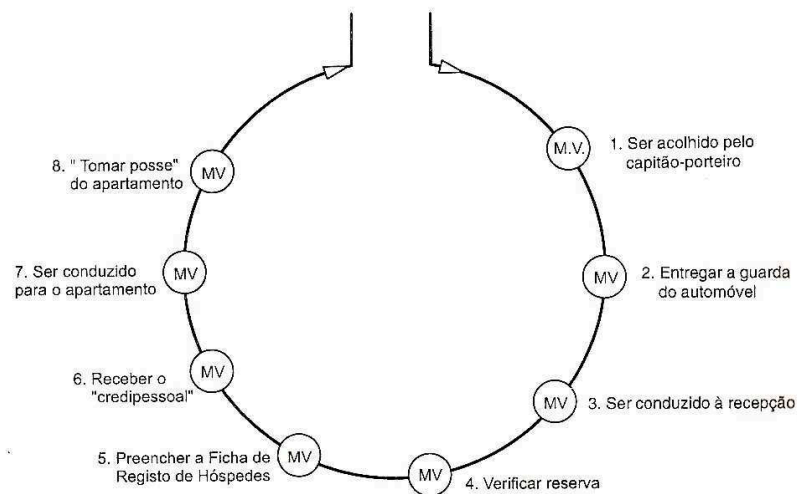 M.V.
1. Ser acolhido pelo
capitão-porteiro
MV
2. Entregar a guarda
do automóvel
MV
3. Ser conduzido à recepção
MV
4. Verificar reserva
MV
5. Preencher a Ficha de
Registo de Hóspedes
MV
6. Receber o
"credipessoal"
MV
7. Ser conduzido
para o apartamento
MV
8. " Tomar posse"
do apartamento